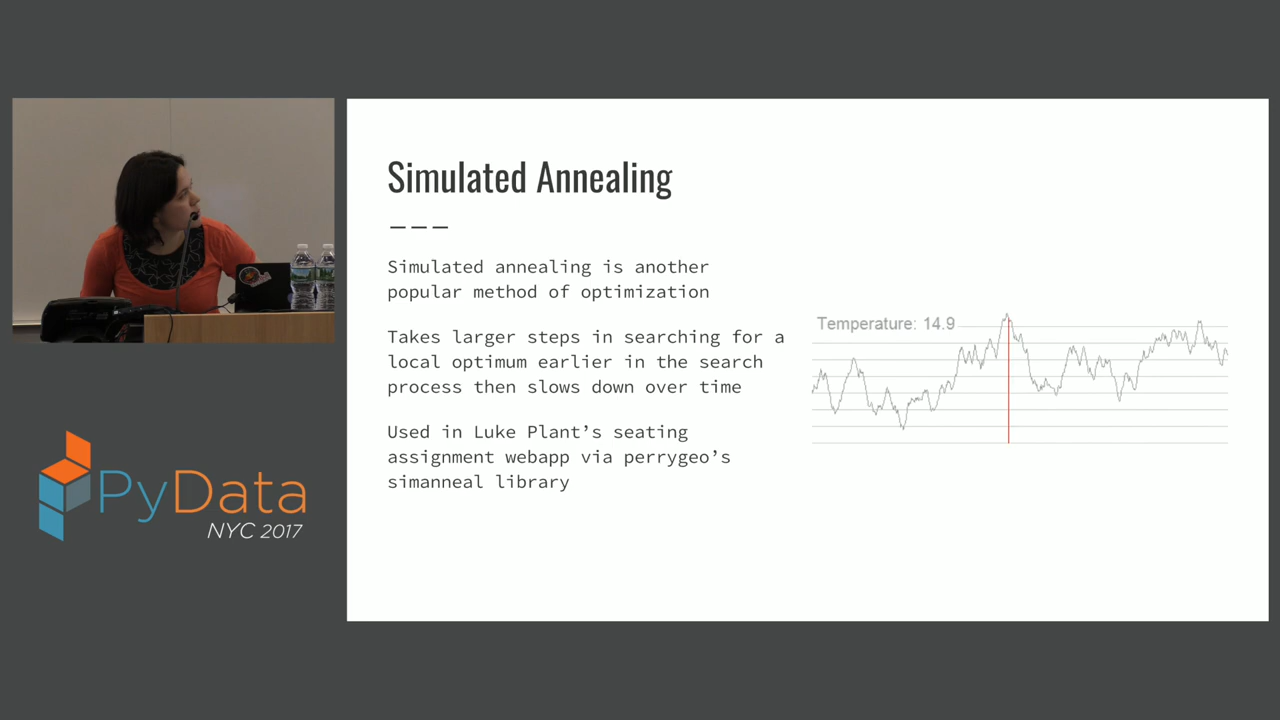 Simulated Annealing
Simulated annealing is another
popular method of optimization
Takes larger steps in searching for a
local optimum earlier in the search
process then slows down over time
Used in Luke Plant’s seating
assignment webapp via perrygeo’s
simanneal library
Temperature: 14.9
PyData
NYC 2017